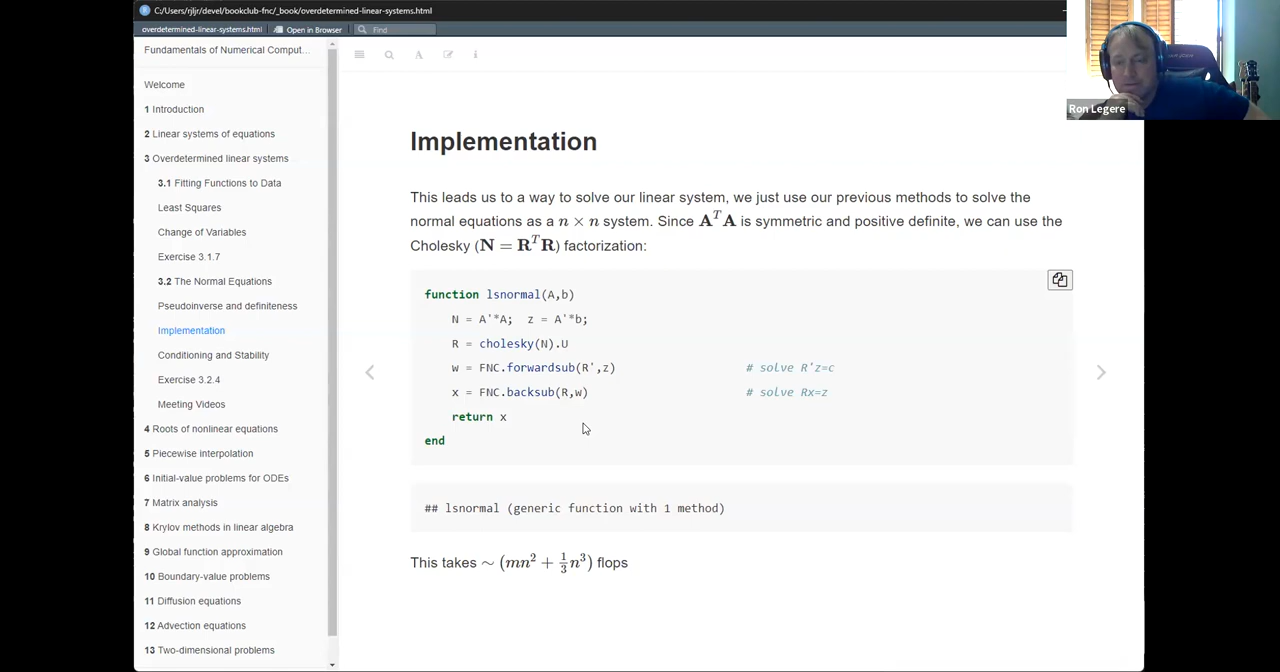 C:/Users/rjljr/devel/bookclub-fnc/_book/overdetermined-linear-systems.html
overdetermined-linear-systems.html
Open in Browser
Find
Fundamentals of Numerical Comput...
Welcome
1 Introduction
2 Linear systems of equations
3 Overdetermined linear systems
3.1 Fitting Functions to Data
Least Squares
Change of Variables
Exercise 3.1.7
3.2 The Normal Equations
Pseudoinverse and definiteness
Implementation
Conditioning and Stability
Exercise 3.2.4
Meeting Videos
4 Roots of nonlinear equations
5 Piecewise interpolation
6 Initial-value problems for ODEs
7 Matrix analysis
8 Krylov methods in linear algebra
9 Global function approximation
10 Boundary-value problems
11 Diffusion equations
12 Advection equations
13 Two-dimensional problems
Implementation
This leads us to a way to solve our linear system, we just use our previous methods to solve the
normal equations as a n × n system. Since AᵀA is symmetric and positive definite, we can use the
Cholesky (N = RᵀR) factorization:
function lsnormal(A,b)
N = A'*A; z = A'*b;
R = cholesky(N).U
w = FNC.forwardsub(R',z) # solve R'z=c
x = FNC.backsub(R,w) # solve Rx=z
return x
end
## lsnormal (generic function with 1 method)
This takes ∼ (mn² + 1/3 n³) flops
Ron Legere